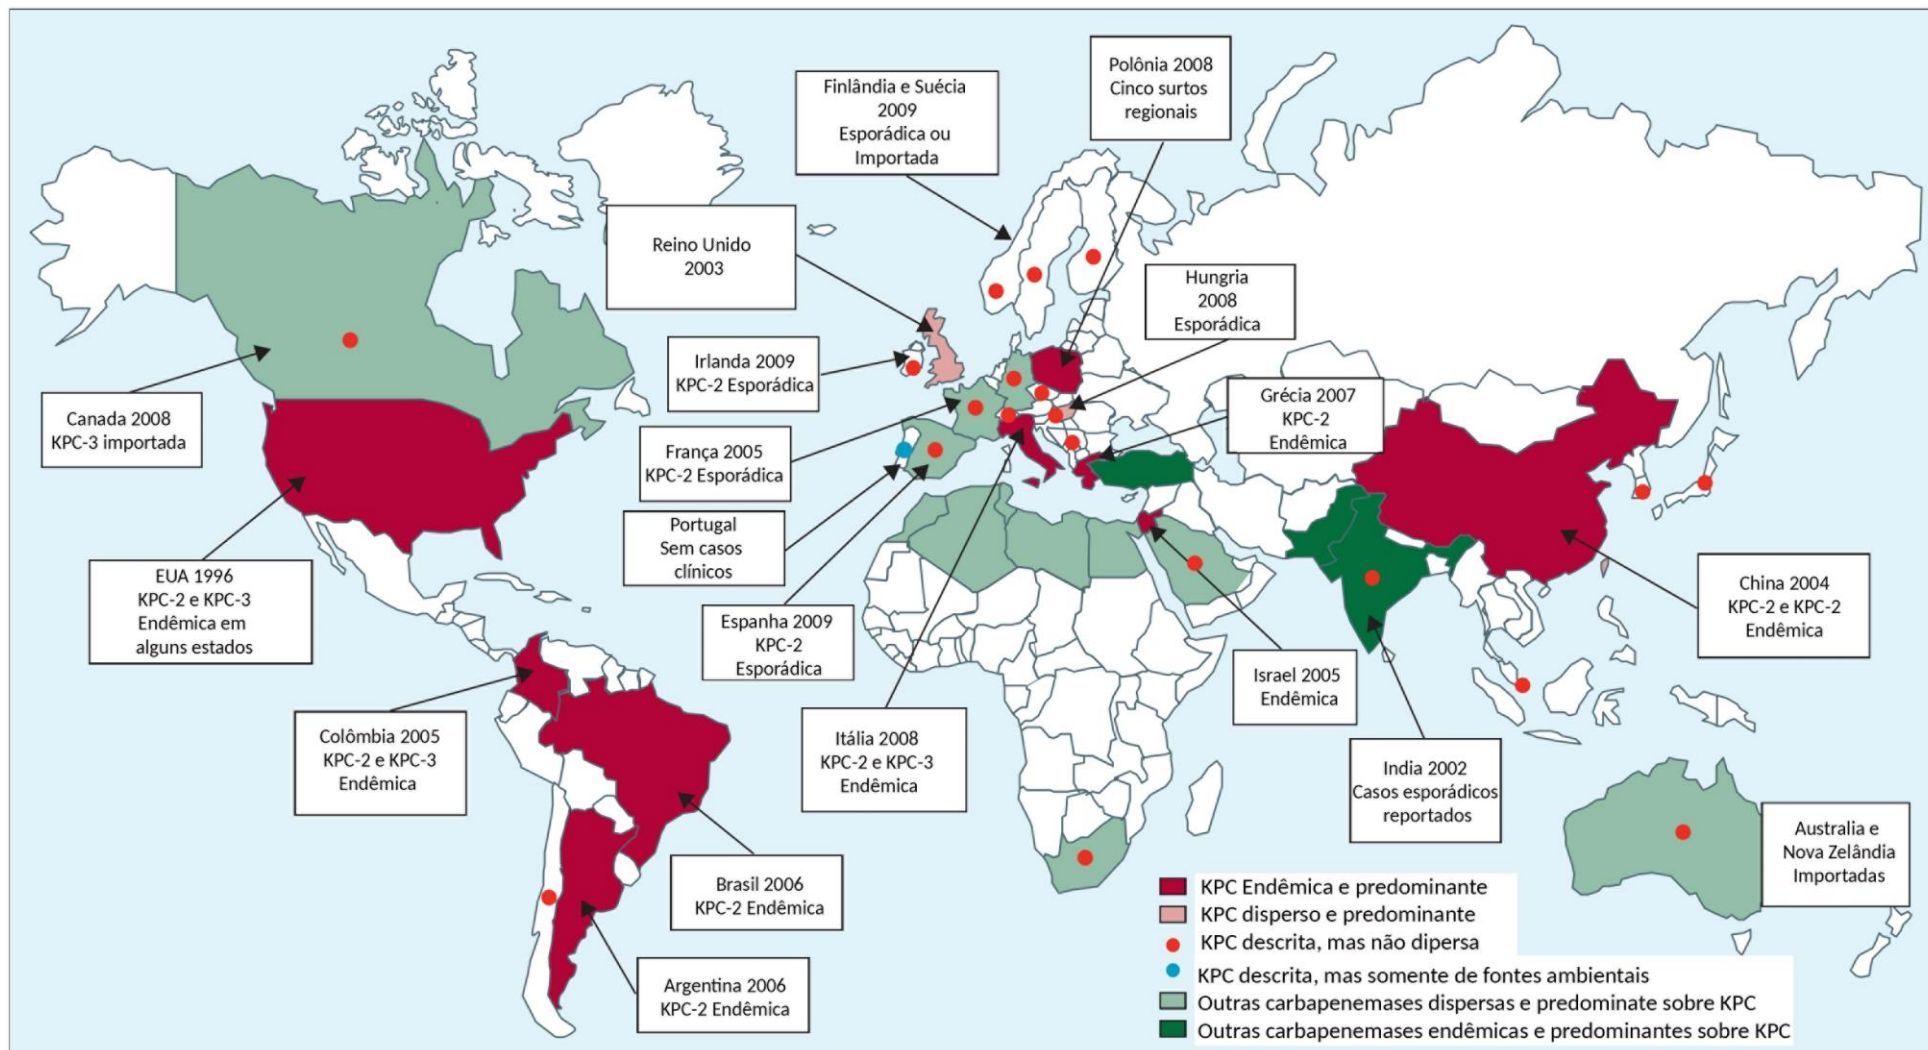 Polônia 2008
Cinco surtos
regionais
Finlândia e Suécia
2009
Esporádica ou
Importada
Reino Unido
2003
Hungria
2008
Esporádica
Irlanda 2009
KPC-2 Esporádica
Grécia 2007
KPC-2
Endêmica
Canada 2008
KPC-3 importada
França 2005
KPC-2 Esporádica
Portugal
Sem casos
clínicos
EUA 1996
KPC-2 e KPC-3
Endêmica em
alguns estados
China 2004
KPC-2 e KPC-2
Endêmica
Espanha 2009
KPC-2
Esporádica
Israel 2005
Endêmica
Colômbia 2005
KPC-2 e KPC-3
Endêmica
Itália 2008
KPC-2 e KPC-3
Endêmica
India 2002
Casos esporádicos
reportados
Australia e
Nova Zelândia
Importadas
Brasil 2006
KPC-2 Endêmica
Argentina 2006
KPC-2 Endêmica
KPC Endêmica e predominante
KPC disperso e predominante
KPC descrita, mas não dipersa
KPC descrita, mas somente de fontes ambientais
Outras carbapenemases dispersas e predominate sobre KPC
Outras carbapenemases endêmicas e predominantes sobre KPC